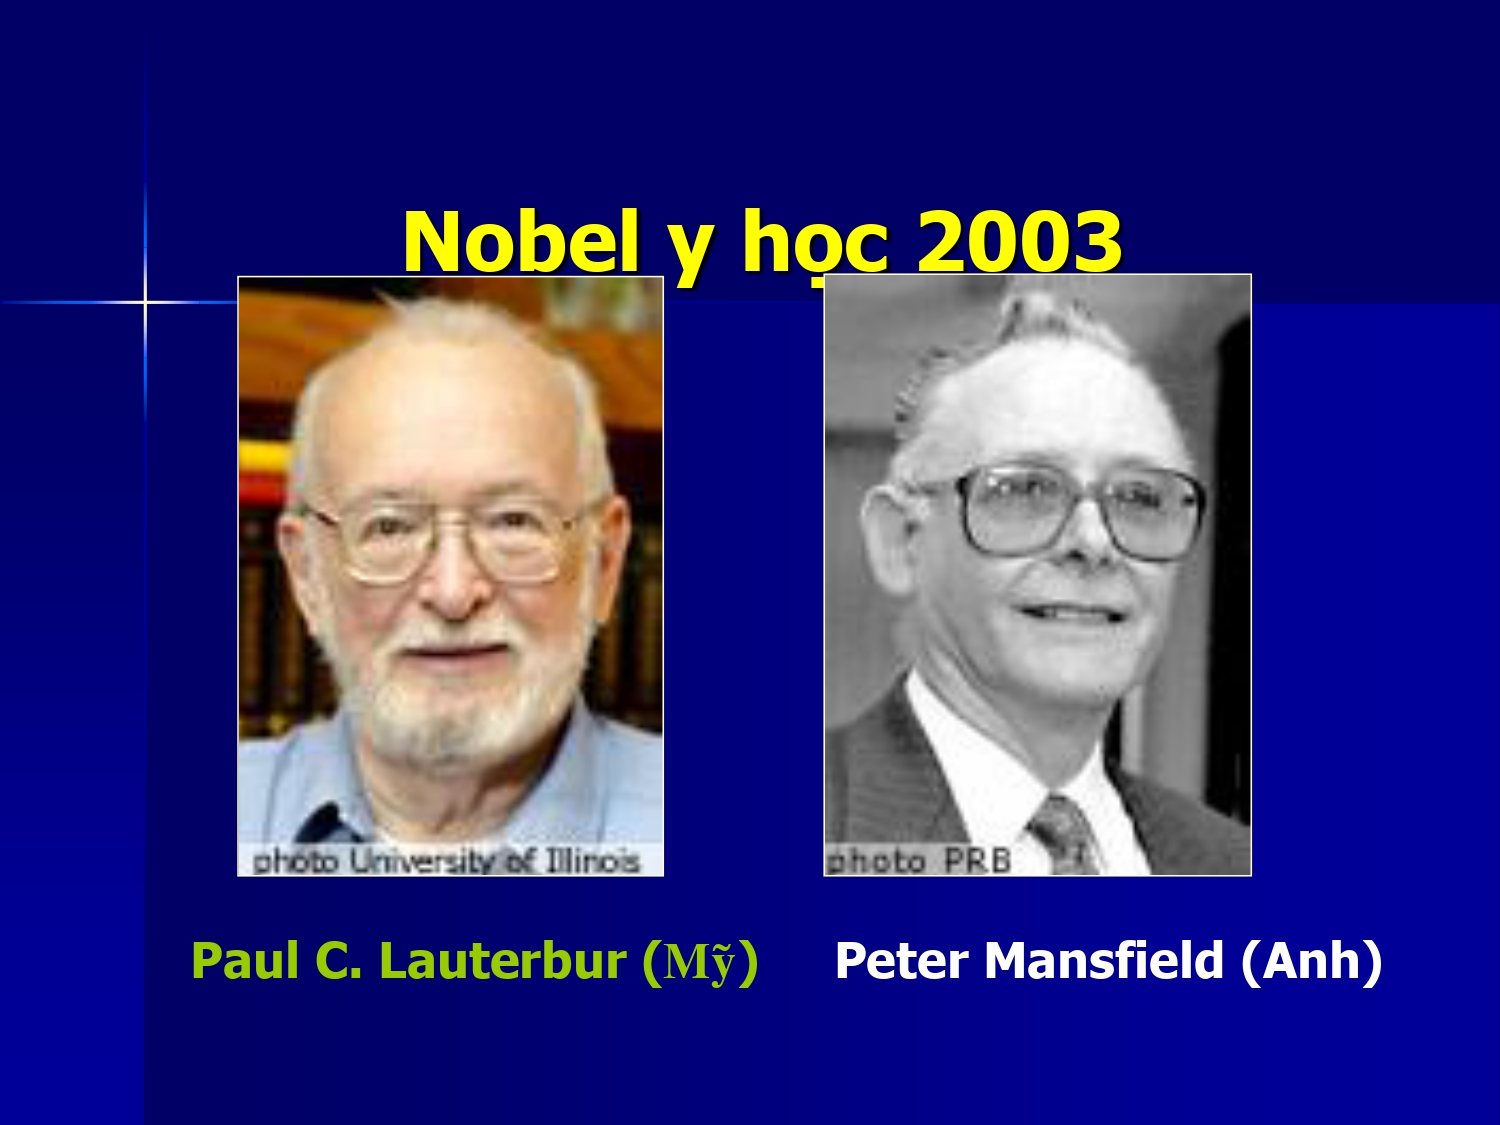 Nobel y học 2003
photo University of Illinois
photo PRB
Paul C. Lauterbur (Mỹ)
Peter Mansfield (Anh)